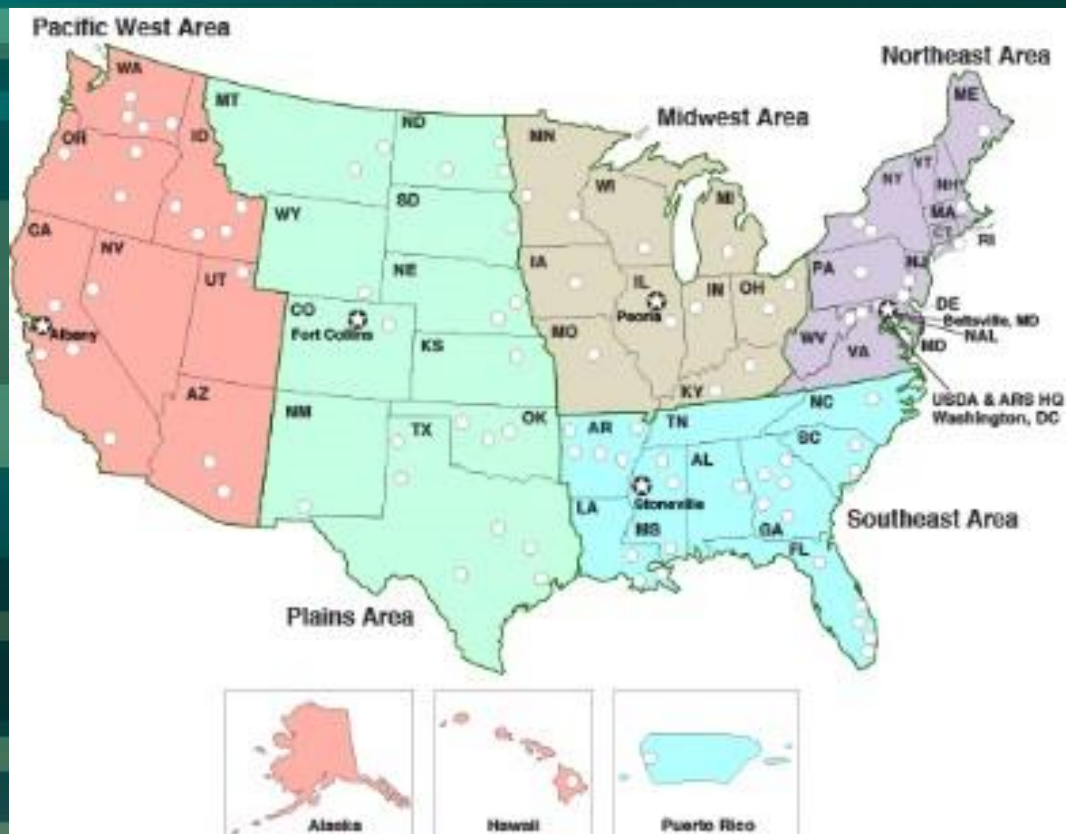 Pacific West Area
Northeast Area
Midwest Area
WA
MT
ND
MN
ME
OR
ID
WI
MI
NY
VT
NH
MA
CT
RI
WY
SD
CA
NV
UT
NE
IA
IL
IN
OH
PA
NJ
CO
Fort Collins
Albany
Peoria
DE
Beltsville, MD
NAL
MD
KS
MO
WV
VA
KY
USDA & ARS HQ
Washington, DC
AZ
NM
TX
OK
AR
TN
NC
SC
AL
Stoneville
LA
MS
GA
FL
Southeast Area
Plains Area
Alaska
Hawaii
Puerto Rico